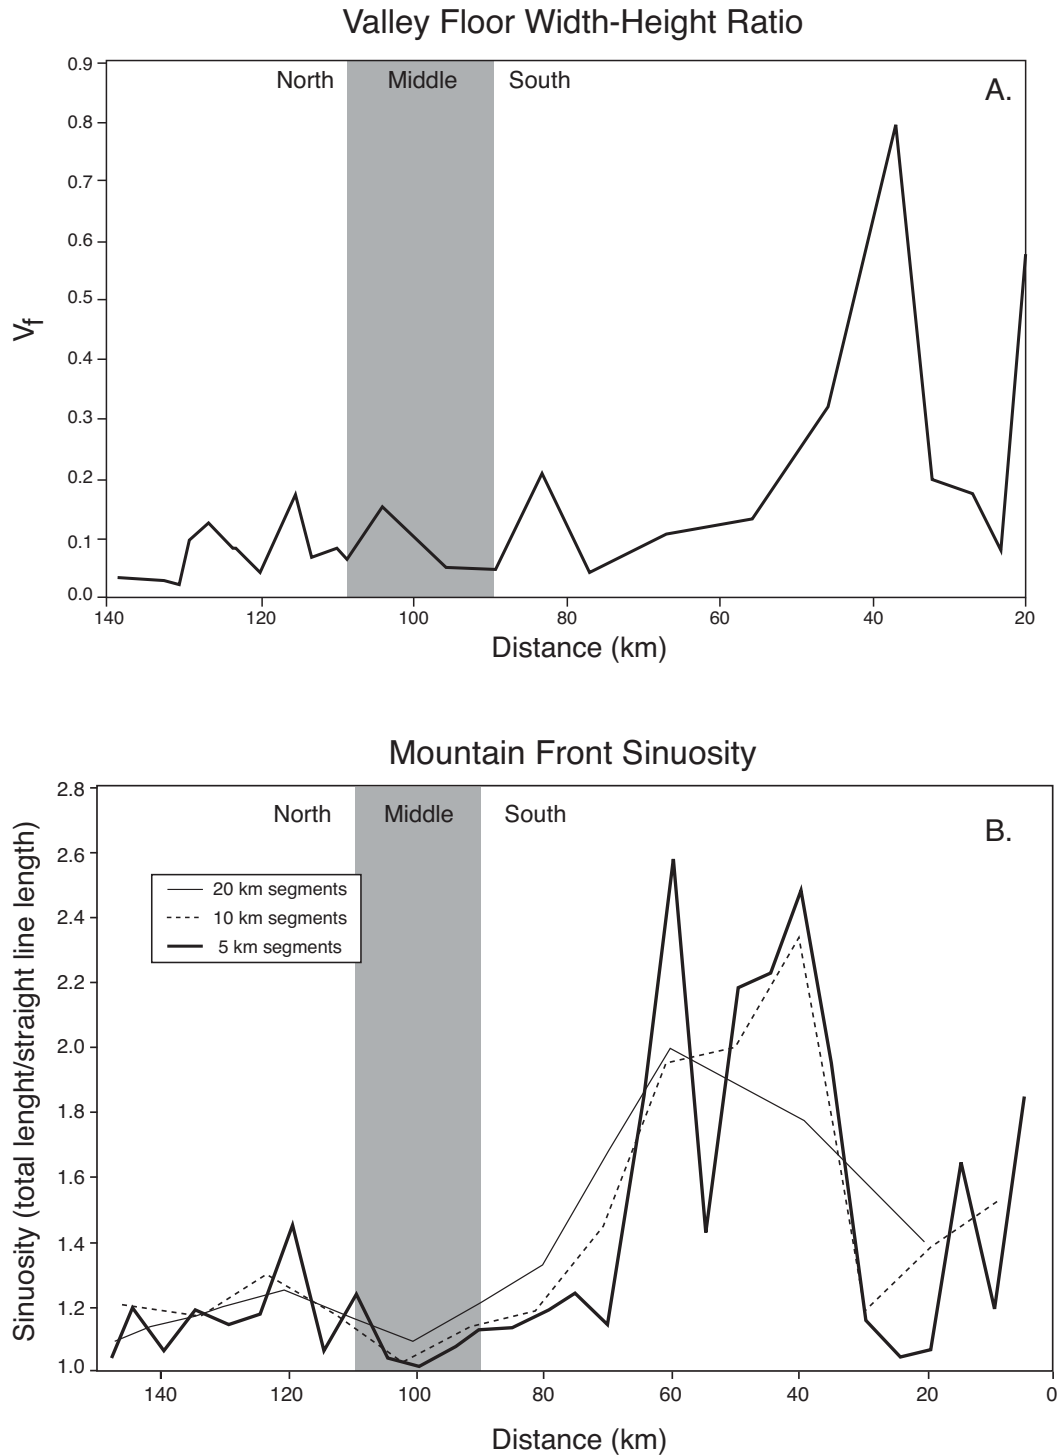 Valley Floor Width-Height Ratio
North Middle South
A.
0.9
0.8
0.7
0.6
0.5
0.4
0.3
0.2
0.1
0.0
Vf
140 120 100 80 60 40 20
Distance (km)
Mountain Front Sinuosity
North Middle South
B.
2.8
2.6
2.4
2.2
2.0
1.8
1.6
1.4
1.2
1.0
Sinuosity (total lenght/straight line length)
20 km segments
10 km segments
5 km segments
140 120 100 80 60 40 20 0
Distance (km)